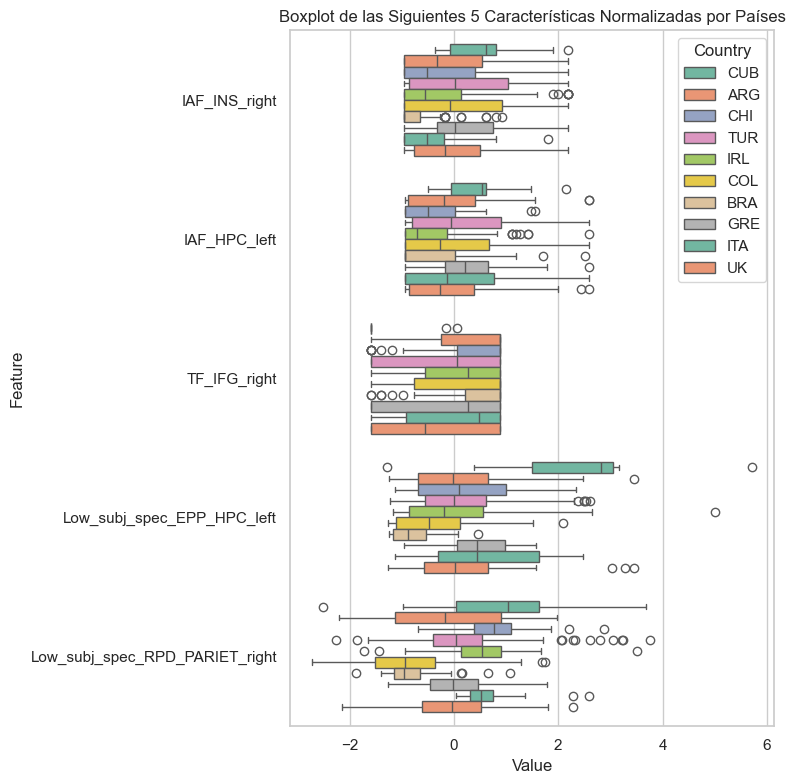 Boxplot de las Siguientes 5 Características Normalizadas por Países
Country
CUB
ARG
CHI
TUR
IRL
COL
BRA
GRE
ITA
UK
Feature
IAF_INS_right
IAF_HPC_left
TF_IFG_right
Low_subj_spec_EPP_HPC_left
Low_subj_spec_RPD_PARIET_right
−2 0 2 4 6
Value